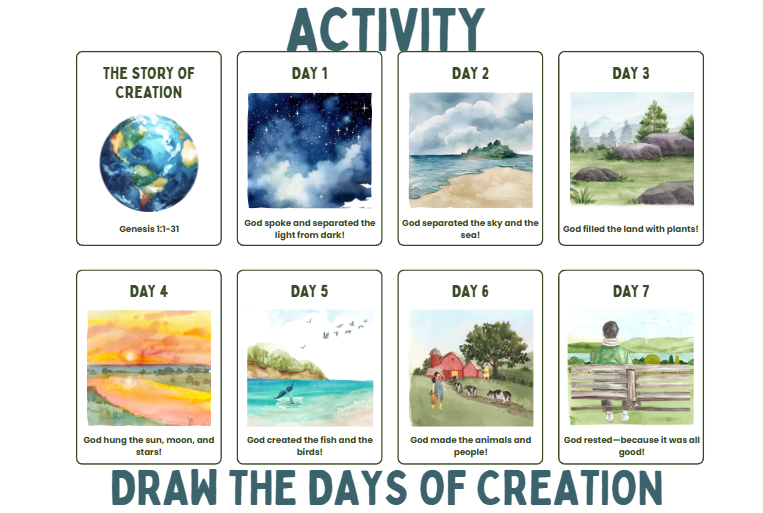 ACTIVITY
THE STORY OF
CREATION
Genesis 1:1-31
DAY 1
God spoke and separated the
light from dark!
DAY 2
God separated the sky and the
sea!
DAY 3
God filled the land with plants!
DAY 4
God hung the sun, moon, and
stars!
DAY 5
God created the fish and the
birds!
DAY 6
God made the animals and
people!
DAY 7
God rested—because it was all
good!
DRAW THE DAYS OF CREATION